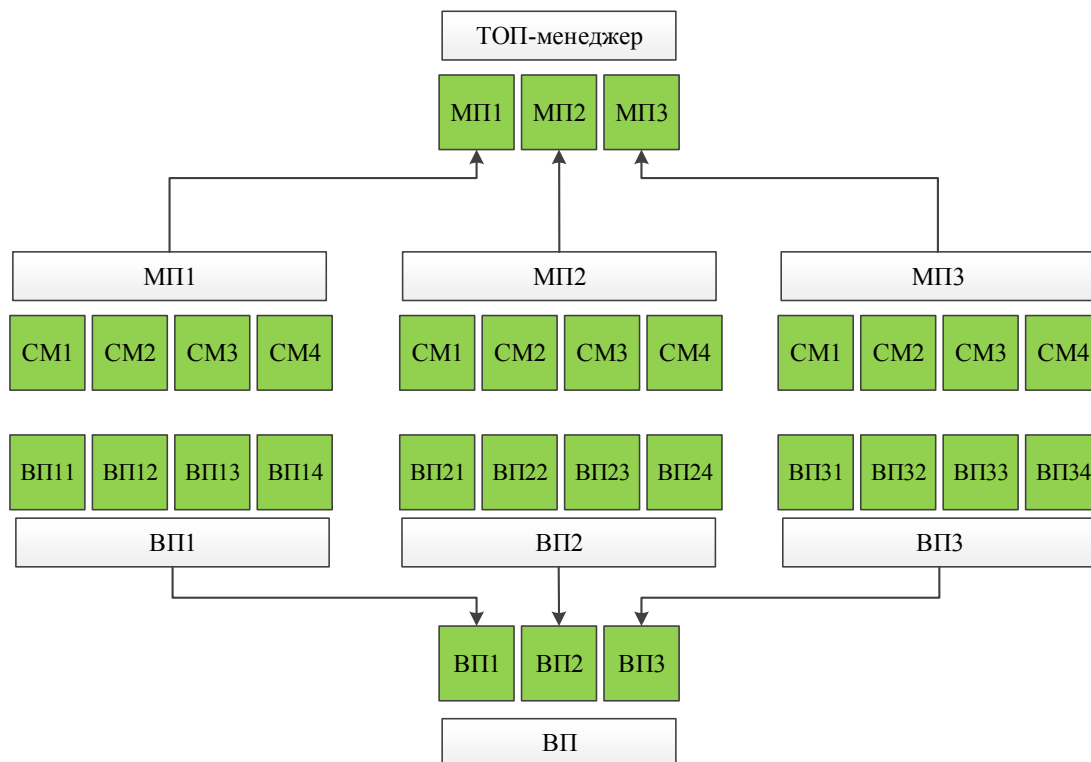 ТОП-менеджер
МП1 МП2 МП3
МП1 МП2 МП3
СМ1 СМ2 СМ3 СМ4 СМ1 СМ2 СМ3 СМ4 СМ1 СМ2 СМ3 СМ4
ВП11 ВП12 ВП13 ВП14 ВП21 ВП22 ВП23 ВП24 ВП31 ВП32 ВП33 ВП34
ВП1 ВП2 ВП3
ВП1 ВП2 ВП3
ВП